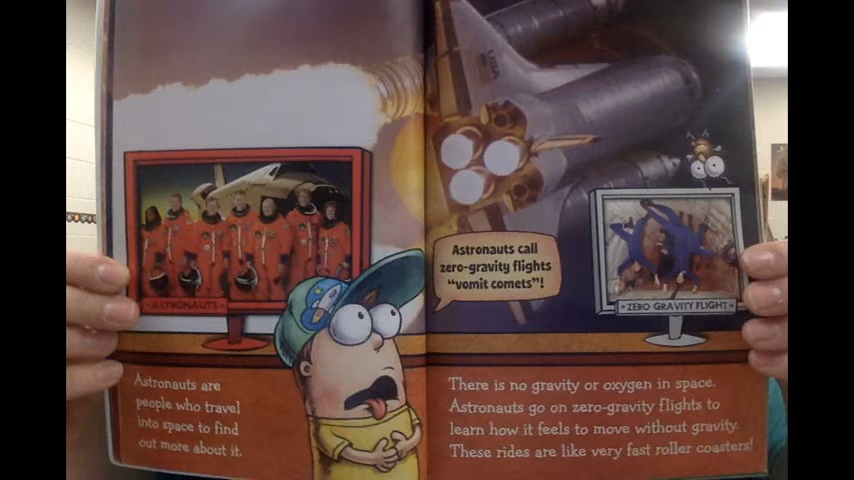 USA
ASTRONAUTS
Astronauts are
people who travel
into space to find
out more about it.
Astronauts call
zero-gravity flights
"vomit comets"!
ZERO GRAVITY FLIGHT
There is no gravity or oxygen in space.
Astronauts go on zero-gravity flights to
learn how it feels to move without gravity.
These rides are like very fast roller coasters!